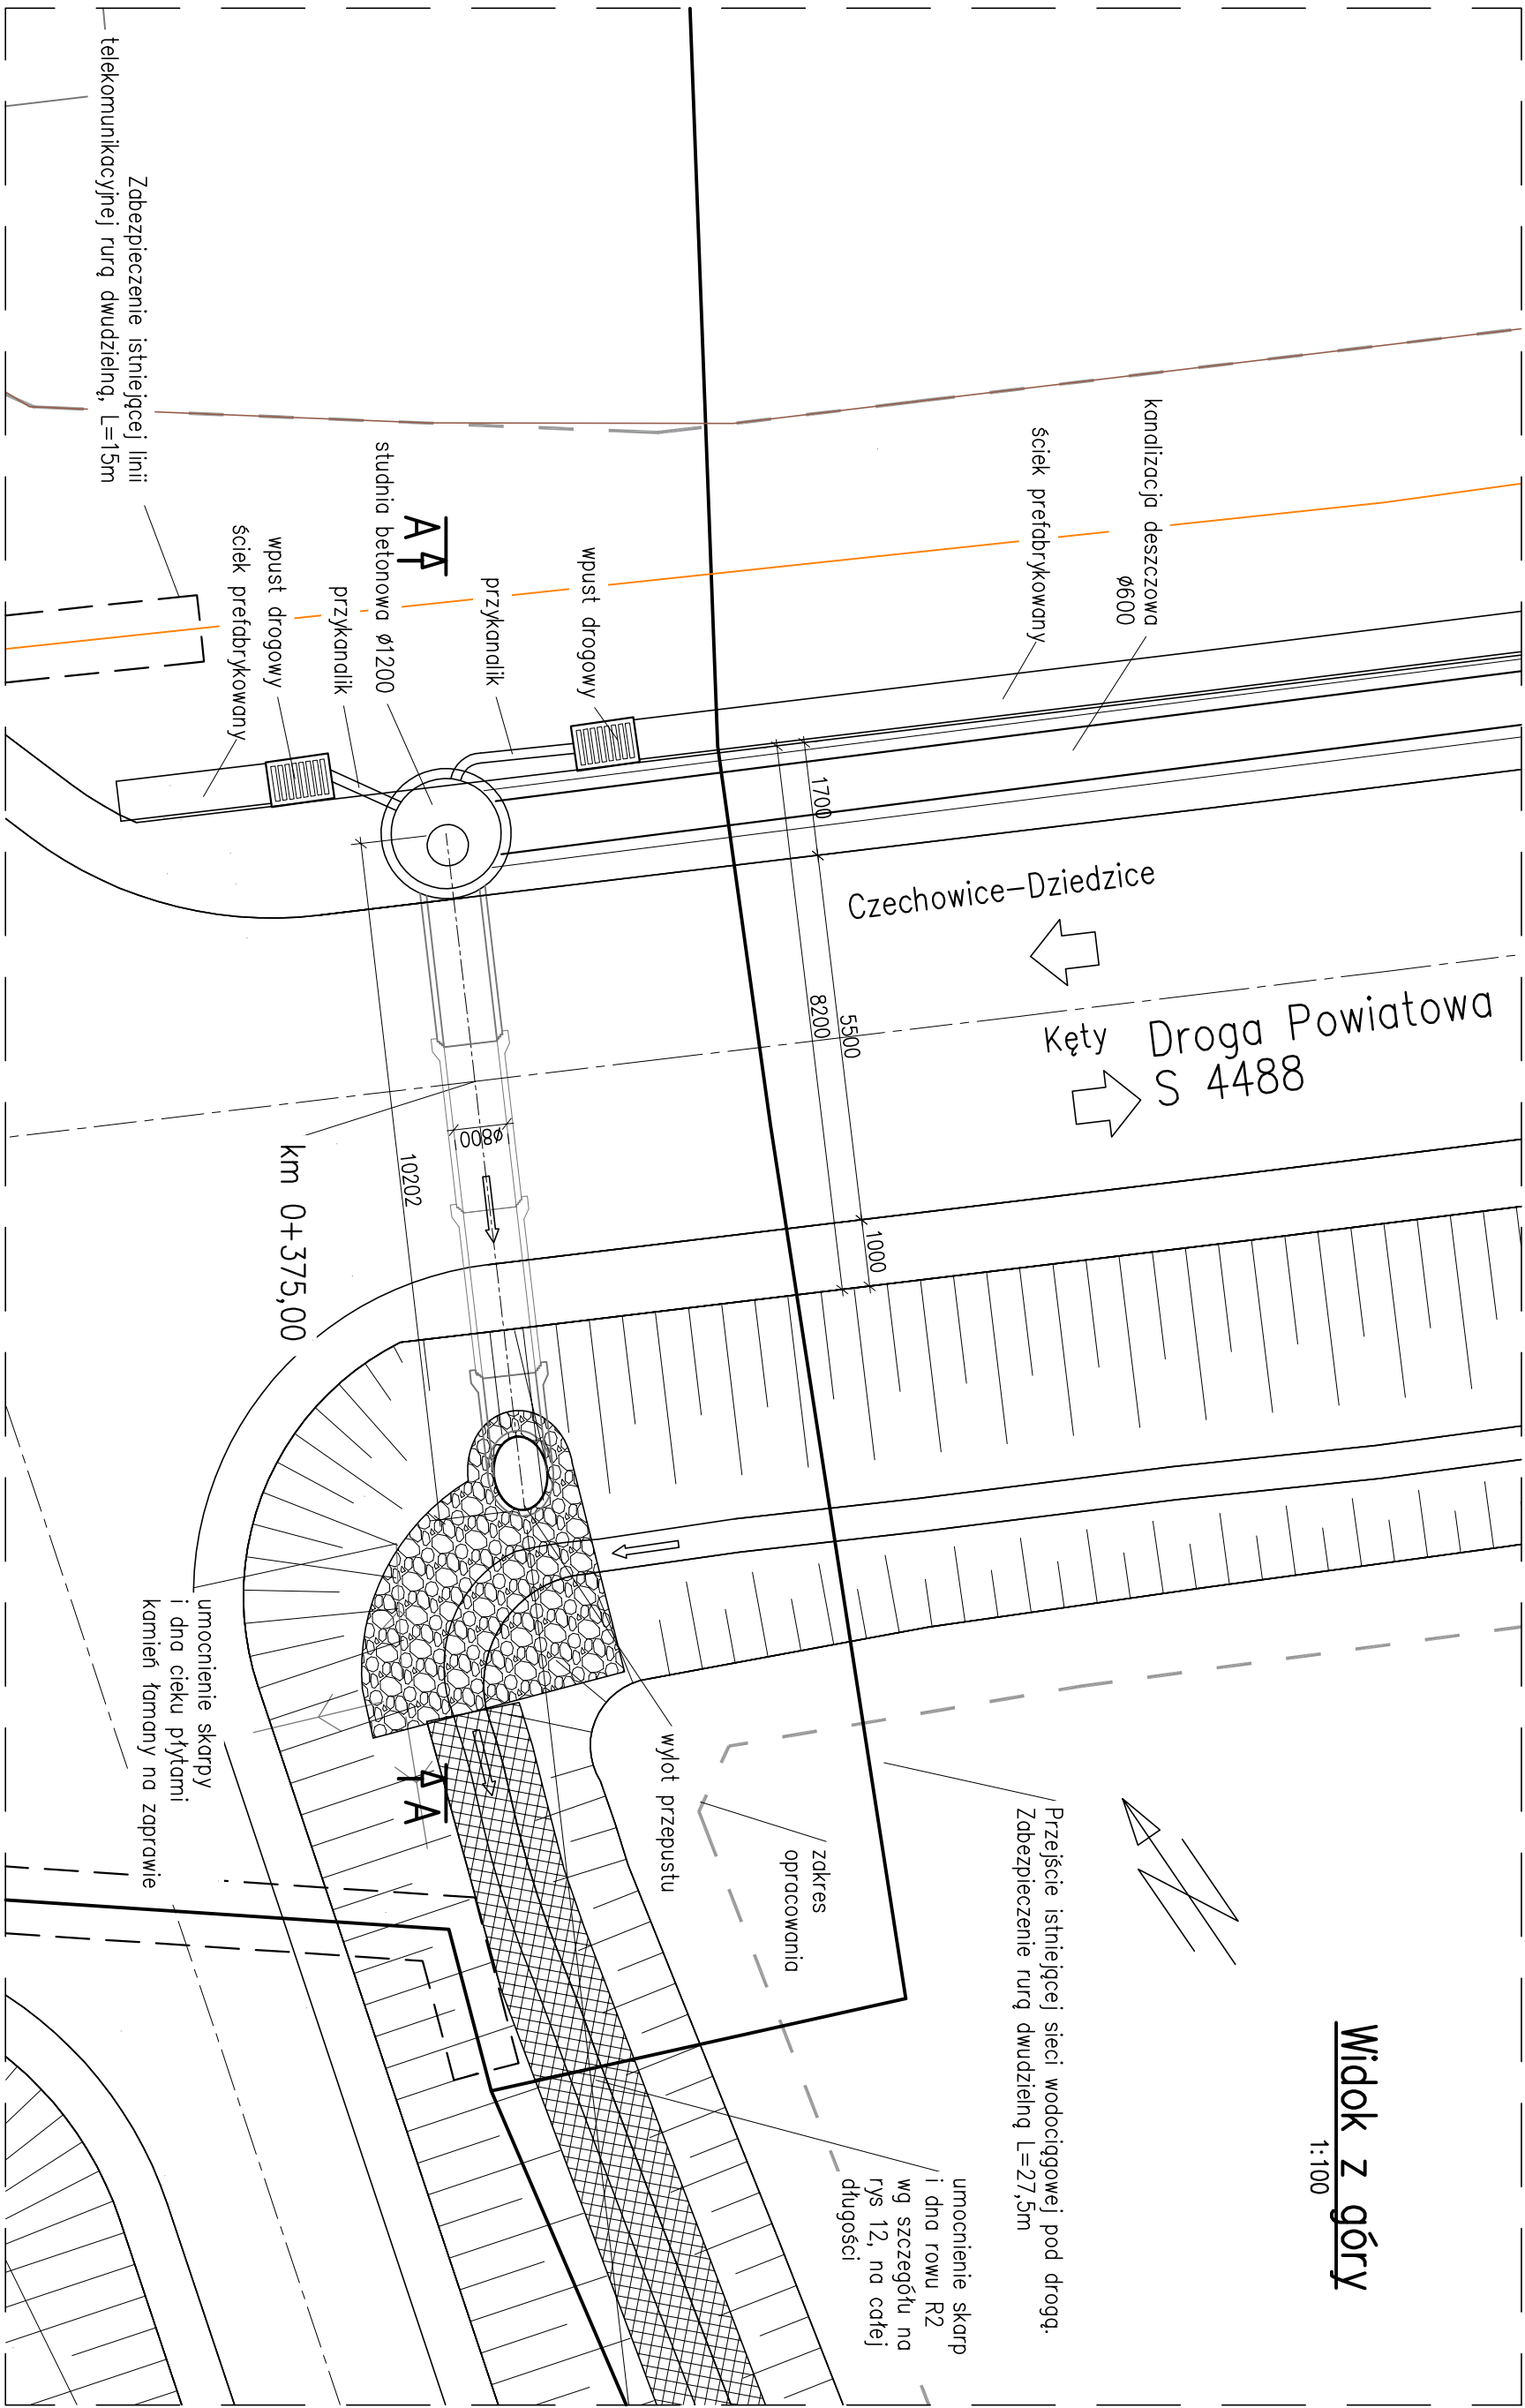 Widok z góry
1:100
Zabezpieczenie istniejącej linii
telekomunikacyjnej rurą dwudzielną, L=15m
kanalizacja deszczowa
ø600
ściek prefabrykowany
wpust drogowy
przykanalik
A
studnia betonowa ø1200
przykanalik
wpust drogowy
ściek prefabrykowany
1700
5500
1000
8200
Czechowice-Dziedzice
Kęty
Droga Powiatowa
S 4488
ø800
10202
km 0+375,00
umocnienie skarpy
i dna cieku płytami
kamień łamany na zaprawie
A
wylot przepustu
zakres
opracowania
Przejście istniejącej sieci wodociągowej pod drogą.
Zabezpieczenie rurą dwudzielną L=27,5m
umocnienie skarp
i dna rowu R2
wg szczegółu na
rys 12, na całej
długości